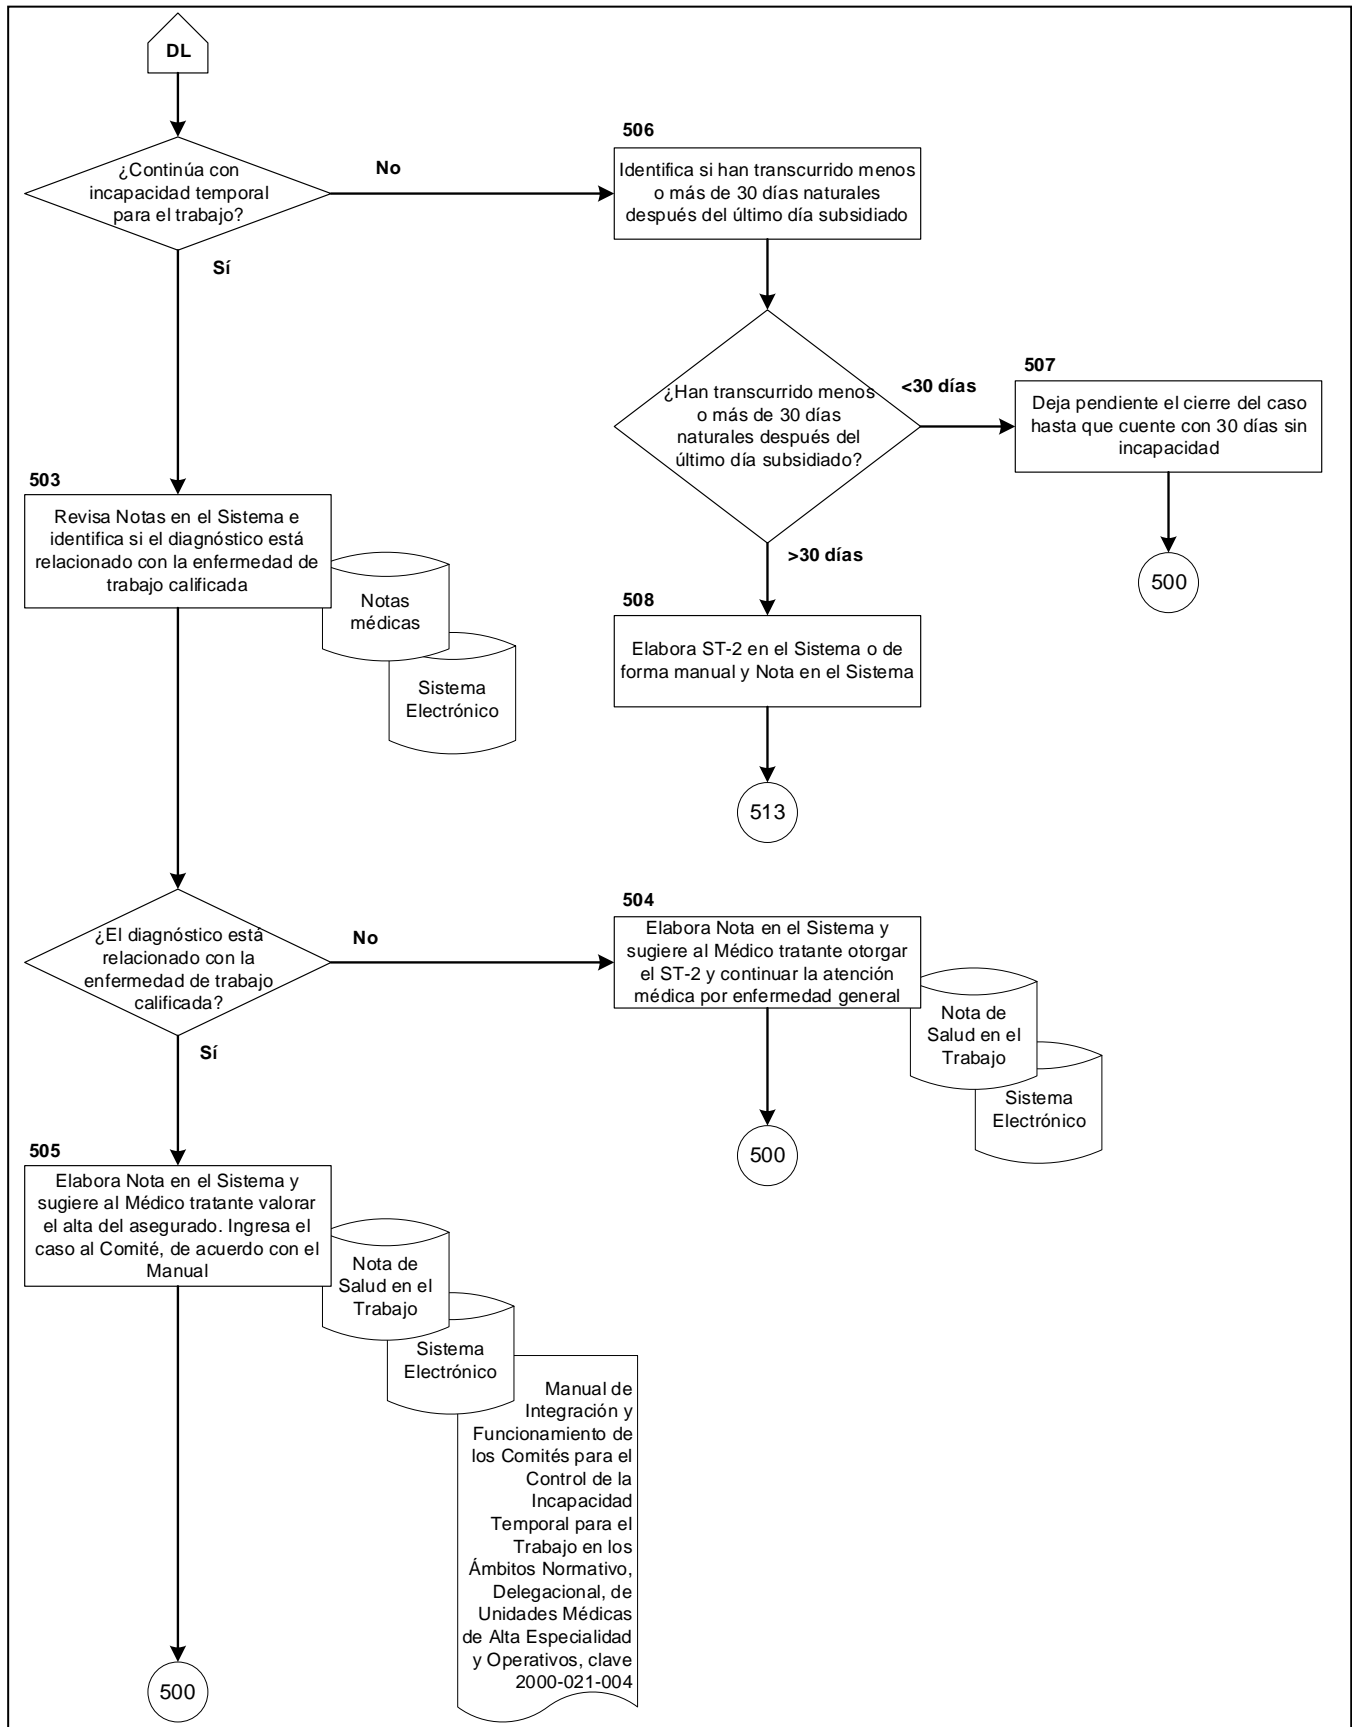 DL
¿Continúa con
incapacidad temporal
para el trabajo?
No
Sí
506
Identifica si han transcurrido menos
o más de 30 días naturales
después del último día subsidiado
¿Han transcurrido menos
o más de 30 días
naturales después del
último día subsidiado?
<30 días
507
Deja pendiente el cierre del caso
hasta que cuente con 30 días sin
incapacidad
500
>30 días
508
Elabora ST-2 en el Sistema o de
forma manual y Nota en el Sistema
513
503
Revisa Notas en el Sistema e
identifica si el diagnóstico está
relacionado con la enfermedad de
trabajo calificada
Notas
médicas
Sistema
Electrónico
¿El diagnóstico está
relacionado con la
enfermedad de trabajo
calificada?
No
Sí
504
Elabora Nota en el Sistema y
sugiere al Médico tratante otorgar
el ST-2 y continuar la atención
médica por enfermedad general
Nota de
Salud en el
Trabajo
Sistema
Electrónico
500
505
Elabora Nota en el Sistema y
sugiere al Médico tratante valorar
el alta del asegurado. Ingresa el
caso al Comité, de acuerdo con el
Manual
Nota de
Salud en el
Trabajo
Sistema
Electrónico
Manual de
Integración y
Funcionamiento de
los Comités para el
Control de la
Incapacidad
Temporal para el
Trabajo en los
Ámbitos Normativo,
Delegacional, de
Unidades Médicas
de Alta Especialidad
y Operativos, clave
2000-021-004
500